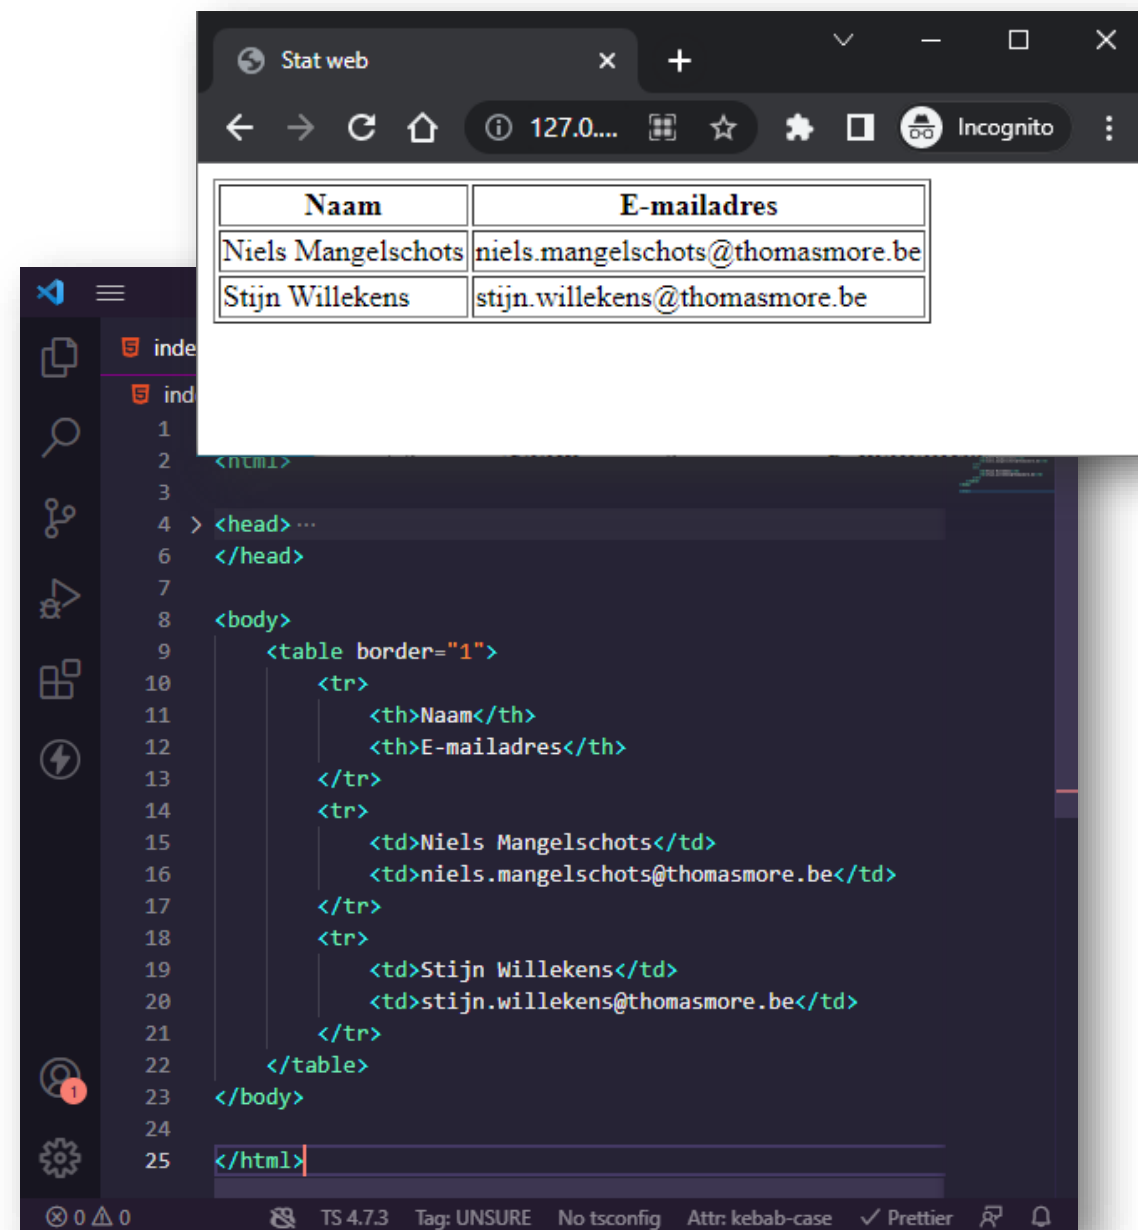 Stat web
127.0....
Incognito
Naam E-mailadres
Niels Mangelschots niels.mangelschots@thomasmore.be
Stijn Willekens stijn.willekens@thomasmore.be
inde
ind
1
2 <html>
3
4 <head>···
6 </head>
7
8 <body>
9 <table border="1">
10 <tr>
11 <th>Naam</th>
12 <th>E-mailadres</th>
13 </tr>
14 <tr>
15 <td>Niels Mangelschots</td>
16 <td>niels.mangelschots@thomasmore.be</td>
17 </tr>
18 <tr>
19 <td>Stijn Willekens</td>
20 <td>stijn.willekens@thomasmore.be</td>
21 </tr>
22 </table>
23 </body>
24
25 </html>
1
0 0 TS 4.7.3 Tag: UNSURE No tsconfig Attr: kebab-case Prettier